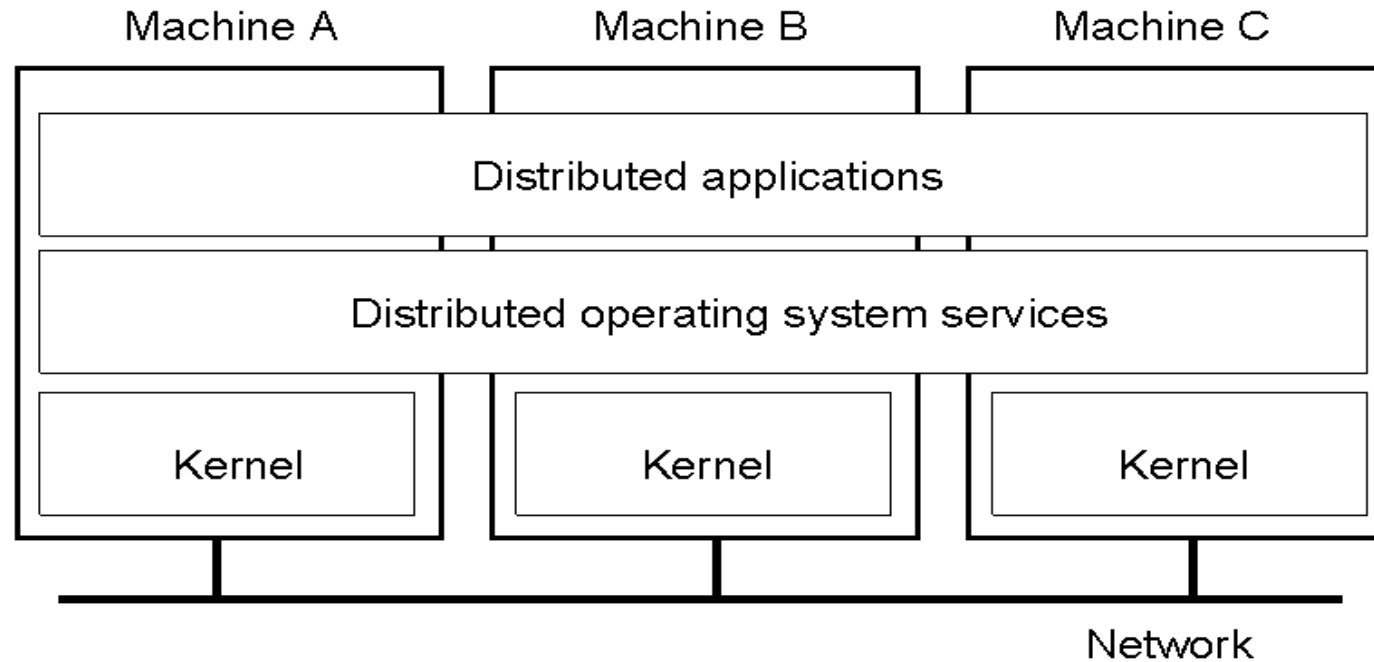 Machine A
Machine B
Machine C
Distributed applications
Distributed operating system services
Kernel
Kernel
Kernel
Network